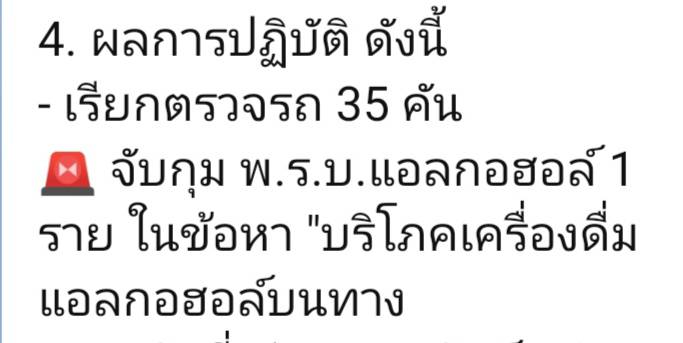 4. ผลการปฏิบัติ ดังนี้
- เรียกตรวจรถ 35 คัน
🚨 จับกุม พ.ร.บ.แอลกอฮอล์ 1
ราย ในข้อหา "บริโภคเครื่องดื่ม
แอลกอฮอล์บนทาง